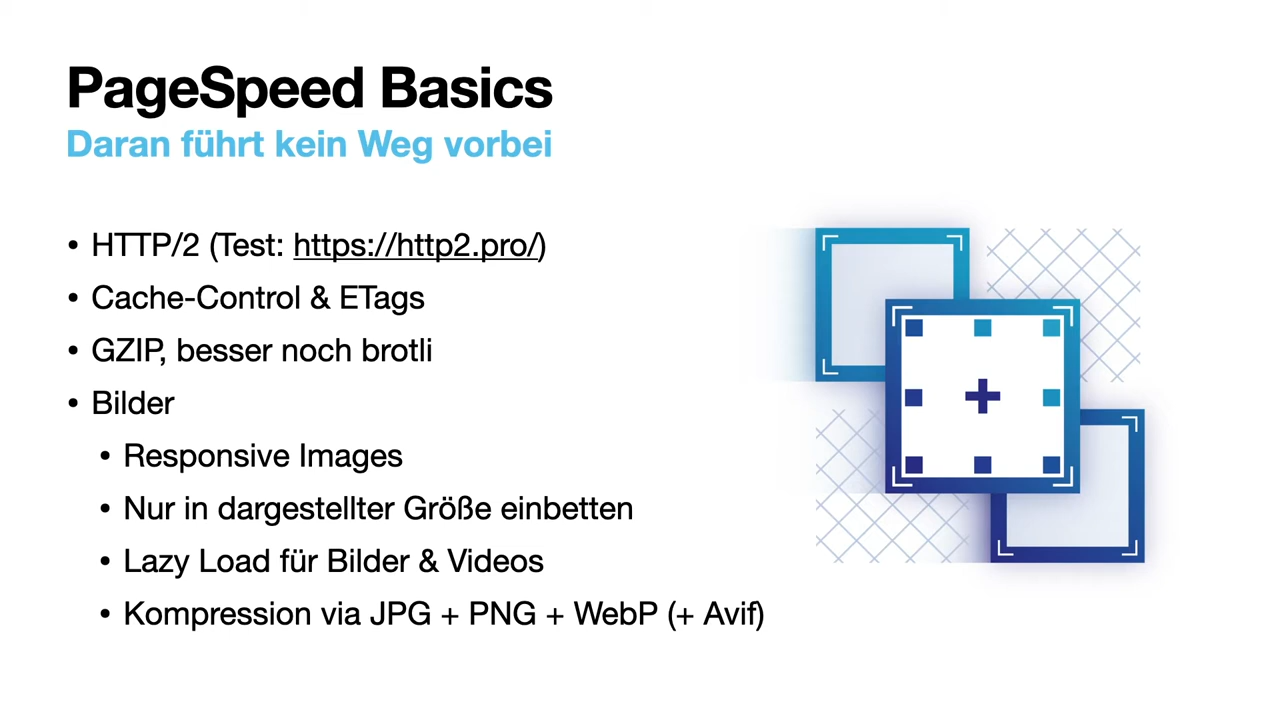 PageSpeed Basics
Daran führt kein Weg vorbei
• HTTP/2 (Test: https://http2.pro/)
• Cache-Control & ETags
• GZIP, besser noch brotli
• Bilder
• Responsive Images
• Nur in dargestellter Größe einbetten
• Lazy Load für Bilder & Videos
• Kompression via JPG + PNG + WebP (+ Avif)